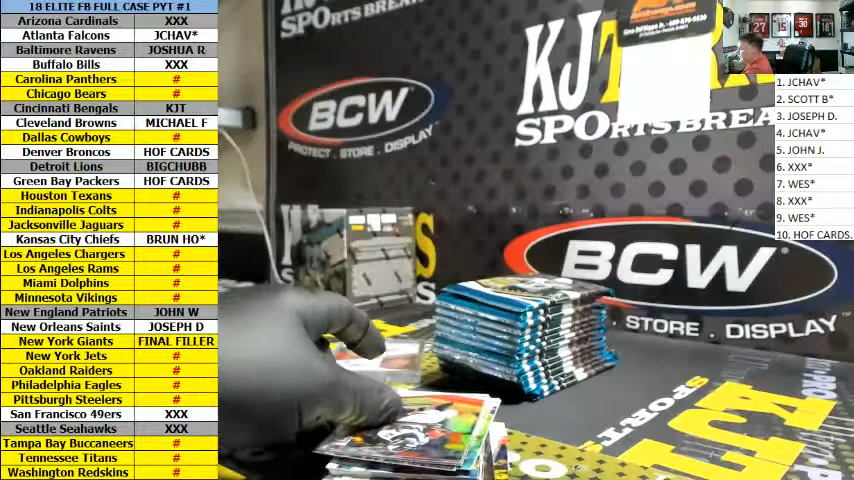 18 ELITE FB FULL CASE PYT #1
Arizona Cardinals XXX
Atlanta Falcons JCHAV*
Baltimore Ravens JOSHUA R
Buffalo Bills XXX
Carolina Panthers #
Chicago Bears #
Cincinnati Bengals KJT
Cleveland Browns MICHAEL F
Dallas Cowboys #
Denver Broncos HOF CARDS
Detroit Lions BIGCHUBB
Green Bay Packers HOF CARDS
Houston Texans #
Indianapolis Colts #
Jacksonville Jaguars #
Kansas City Chiefs BRUN HO*
Los Angeles Chargers #
Los Angeles Rams #
Miami Dolphins #
Minnesota Vikings #
New England Patriots JOHN W
New Orleans Saints JOSEPH D
New York Giants FINAL FILLER
New York Jets #
Oakland Raiders #
Philadelphia Eagles #
Pittsburgh Steelers #
San Francisco 49ers XXX
Seattle Seahawks XXX
Tampa Bay Buccaneers #
Tennessee Titans #
Washington Redskins #
SPORTS BREA
BCW
PROTECT. STORE. DISPLAY.
KJT
SPORTS BREA
BCW
. STORE. DISPLAY.
KJT
27
15
30
18
1. JCHAV*
2. SCOTT B*
3. JOSEPH D.
4. JCHAV*
5. JOHN J.
6. XXX*
7. WES*
8. XXX*
9. WES*
10. HOF CARDS.